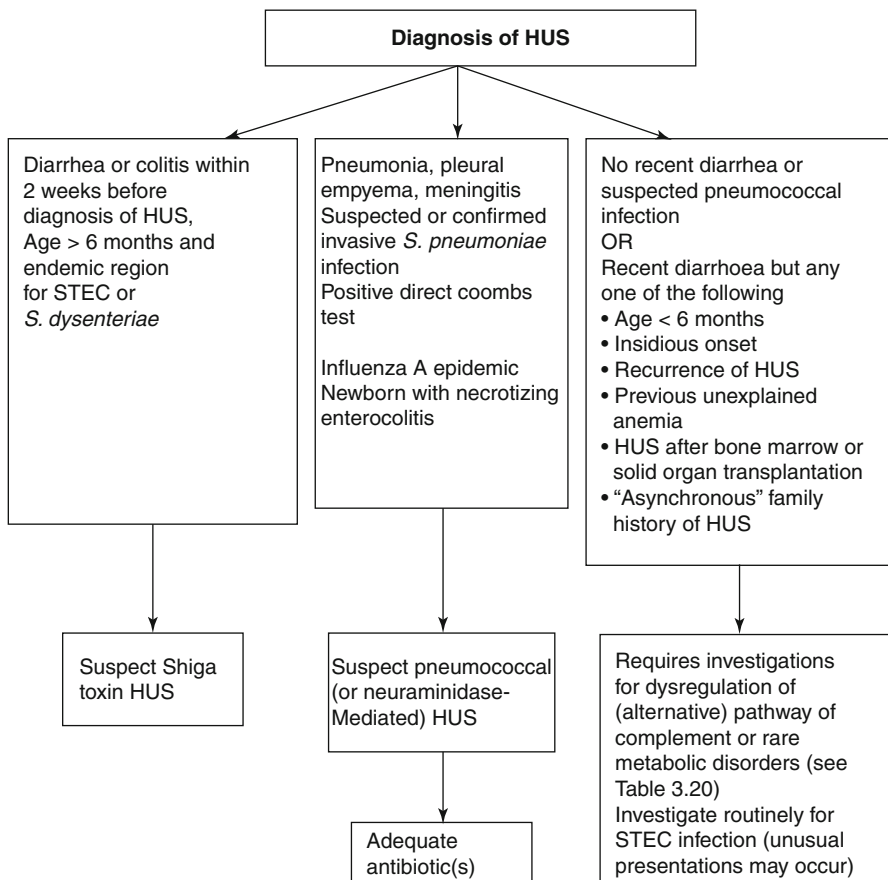 Diagnosis of HUS
Diarrhea or colitis within
2 weeks before
diagnosis of HUS,
Age > 6 months and
endemic region
for STEC or
S. dysenteriae
Pneumonia, pleural
empyema, meningitis
Suspected or confirmed
invasive S. pneumoniae
infection
Positive direct coombs
test
Influenza A epidemic
Newborn with necrotizing
enterocolitis
No recent diarrhea or
suspected pneumococcal
infection
OR
Recent diarrhoea but any
one of the following
• Age < 6 months
• Insidious onset
• Recurrence of HUS
• Previous unexplained
anemia
• HUS after bone marrow or
solid organ transplantation
• “Asynchronous” family
history of HUS
Suspect Shiga
toxin HUS
Suspect pneumococcal
(or neuraminidase-
Mediated) HUS
Adequate
antibiotic(s)
Requires investigations
for dysregulation of
(alternative) pathway of
complement or rare
metabolic disorders (see
Table 3.20)
Investigate routinely for
STEC infection (unusual
presentations may occur)